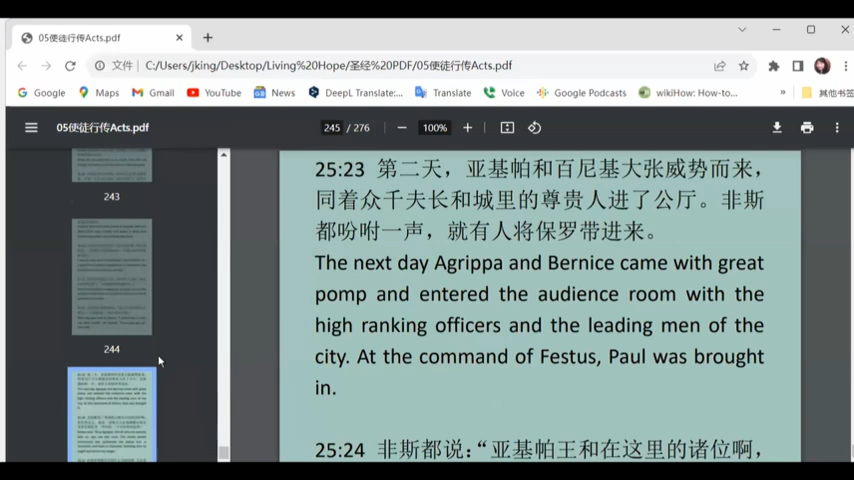 05使徒行传Acts.pdf
文件 C:/Users/jking/Desktop/Living%20Hope/圣经%20PDF/05使徒行传Acts.pdf
Google Maps Gmail YouTube News DeepL Translate:... Translate Voice Google Podcasts wikiHow: How-to... » 其他书签
05使徒行传Acts.pdf 245 / 276 100%
243
244
25:23 第二天，亚基帕和百尼基大张威势而来，
同着众千夫长和城里的尊贵人进了公厅。非斯
都吩咐一声，就有人将保罗带进来。
The next day Agrippa and Bernice came with great
pomp and entered the audience room with the
high ranking officers and the leading men of the
city. At the command of Festus, Paul was brought
in.
25:24 非斯都说：“亚基帕王和在这里的诸位啊，